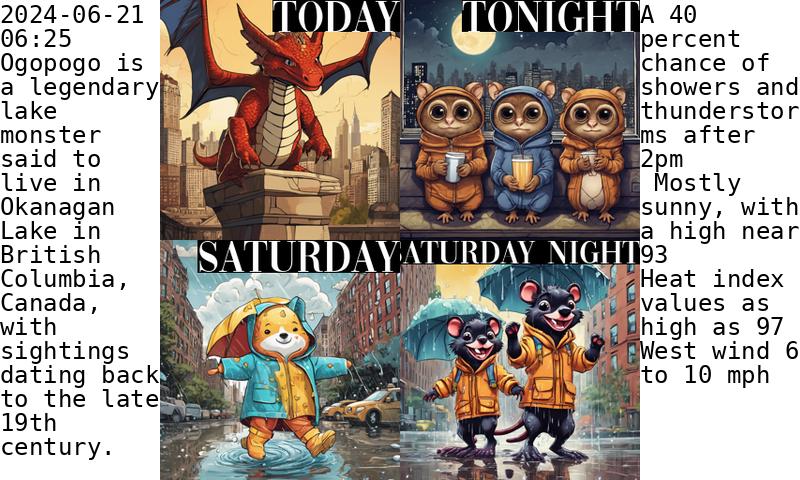 2024-06-21
06:25
Ogopogo is
a legendary
lake
monster
said to
live in
Okanagan
Lake in
British
Columbia,
Canada,
with
sightings
dating back
to the late
19th
century.
TODAY
TONIGHT
SATURDAY
ATURDAY NIGHT
A 40
percent
chance of
showers and
thunderstor
ms after
2pm
Mostly
sunny, with
a high near
93
Heat index
values as
high as 97
West wind 6
to 10 mph